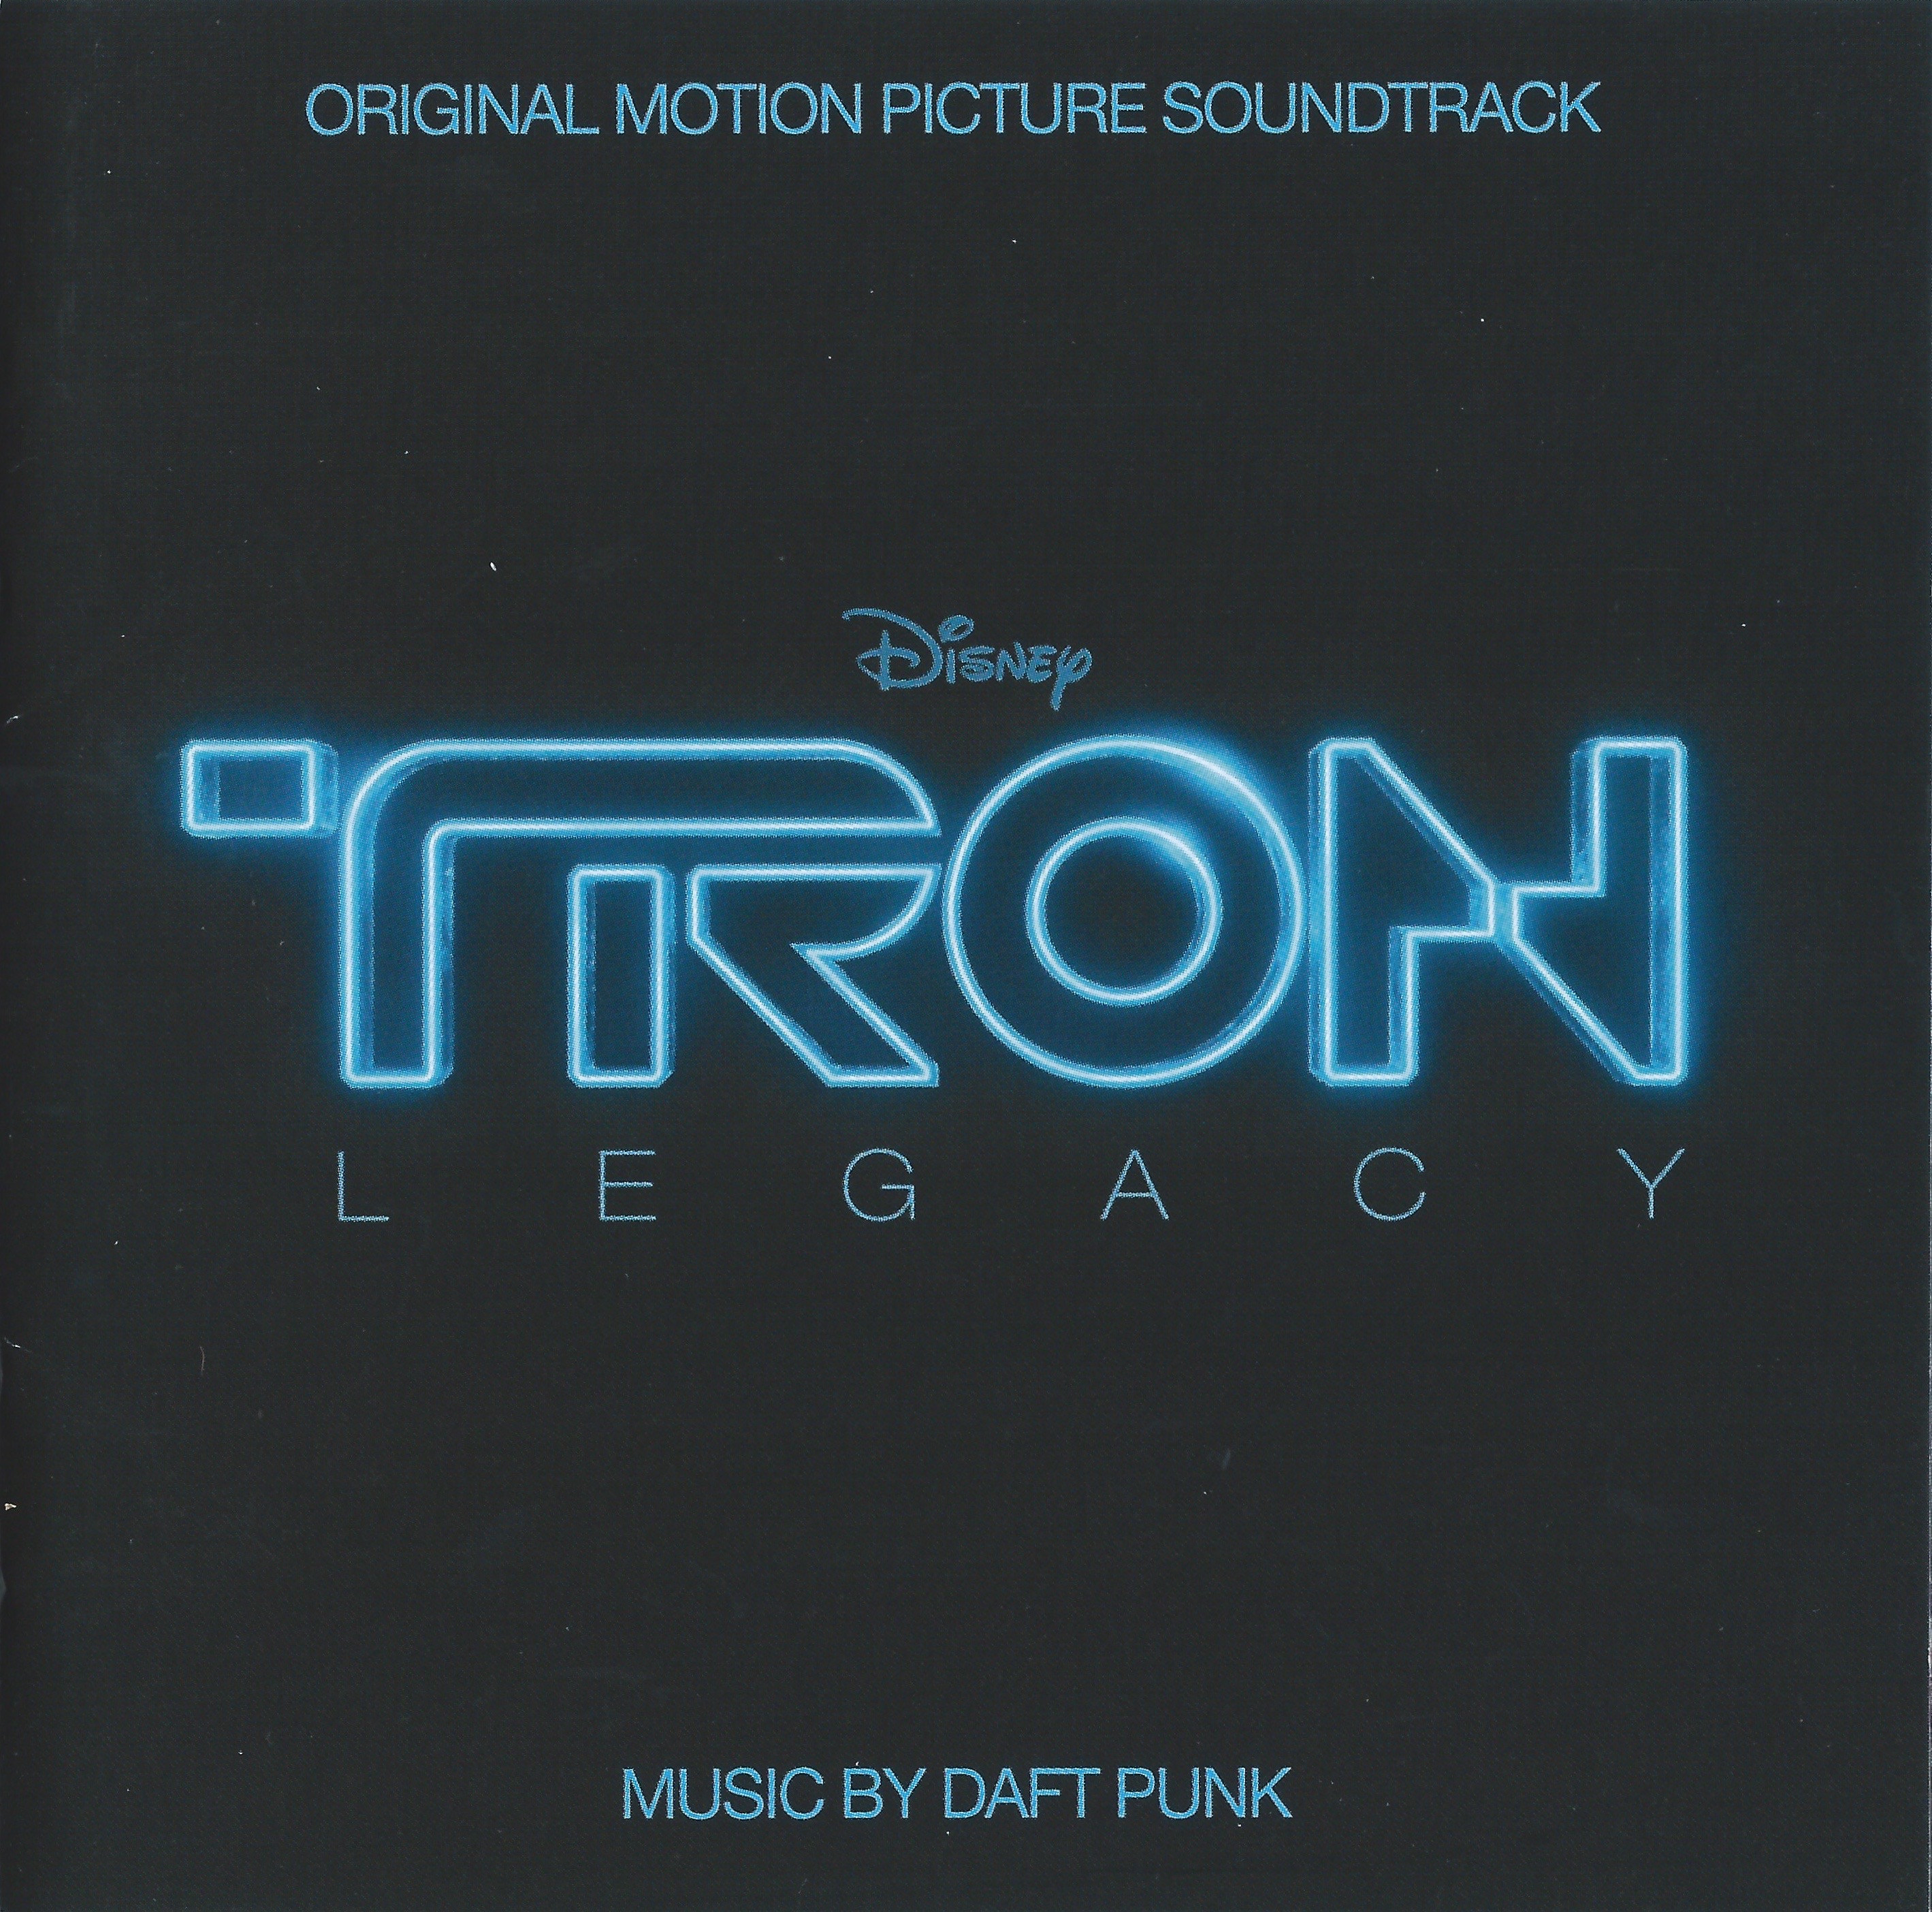 ORIGINAL MOTION PICTURE SOUNDTRACK
Disney
TRON
LEGACY
MUSIC BY DAFT PUNK